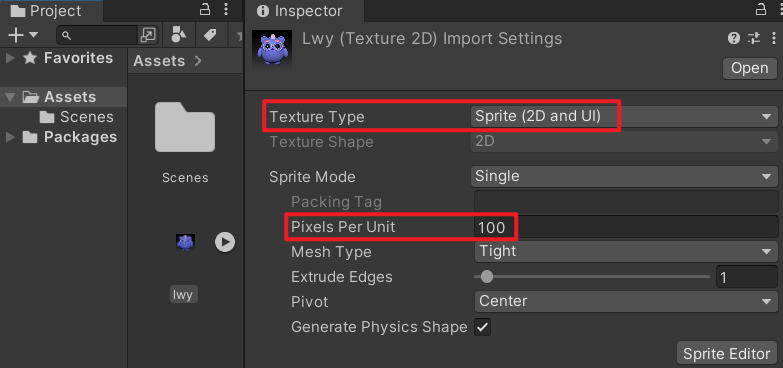 Project
Favorites
Assets
Scenes
Packages
Assets
Scenes
lwy
Inspector
Lwy (Texture 2D) Import Settings
Open
Texture Type Sprite (2D and UI)
Texture Shape 2D
Sprite Mode Single
Packing Tag
Pixels Per Unit 100
Mesh Type Tight
Extrude Edges 1
Pivot Center
Generate Physics Shape
Sprite Editor